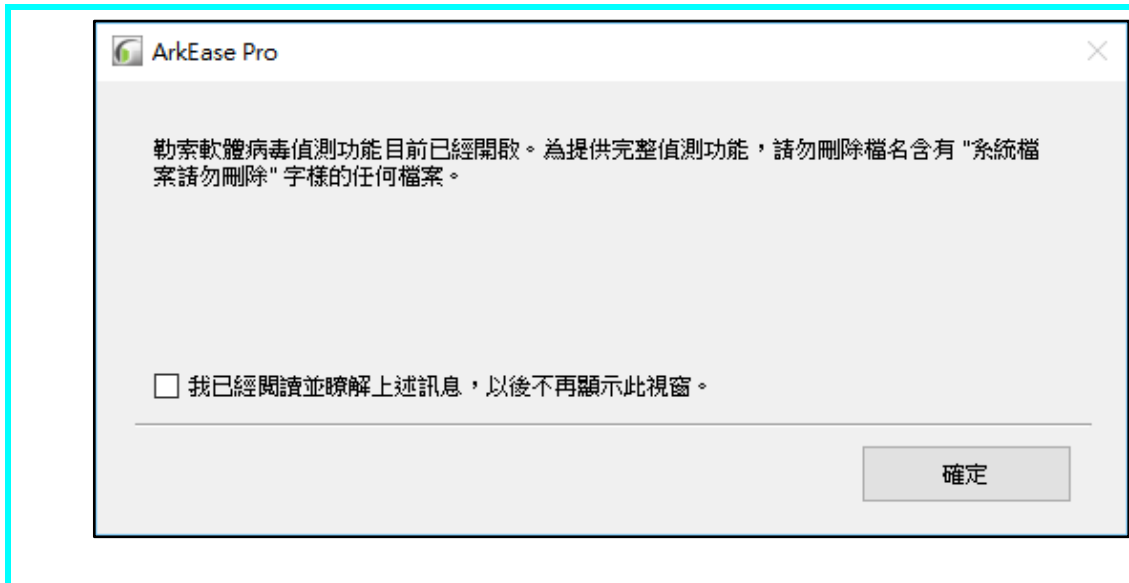 ArkEase Pro
勒索軟體病毒偵測功能目前已經開啟。為提供完整偵測功能，請勿刪除檔名含有 "系統檔
案請勿刪除" 字樣的任何檔案。
我已經閱讀並瞭解上述訊息，以後不再顯示此視窗。
確定